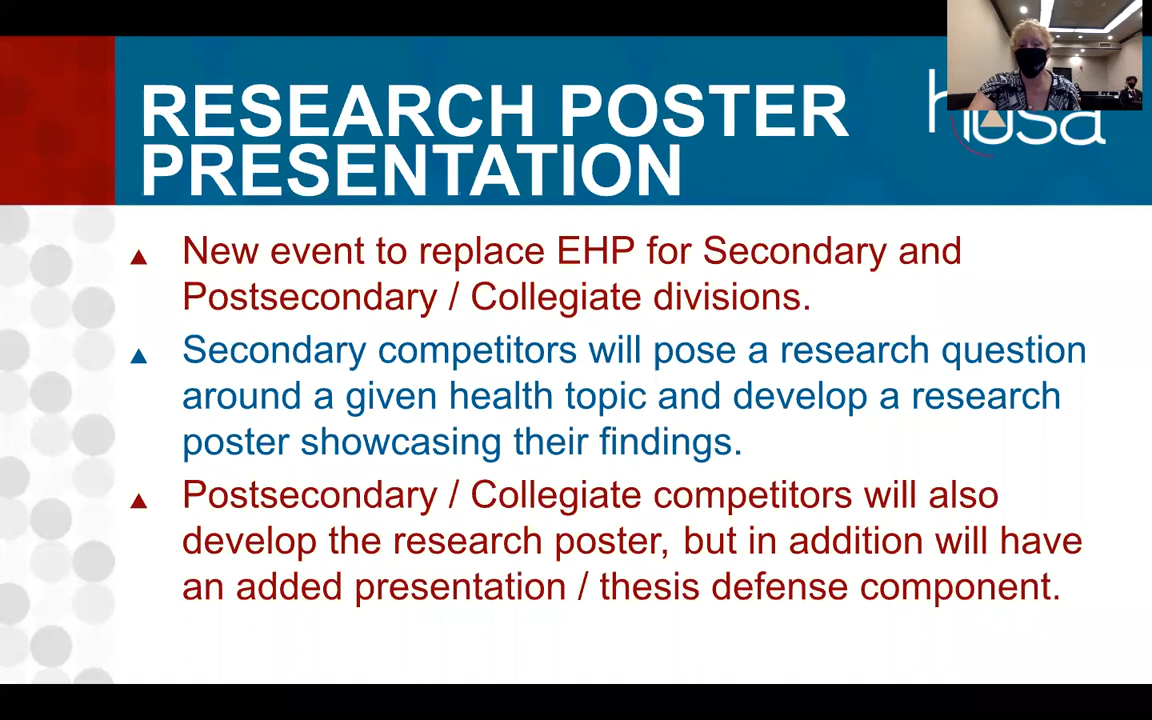 RESEARCH POSTER
PRESENTATION
hosa
▲ New event to replace EHP for Secondary and
Postsecondary / Collegiate divisions.
▲ Secondary competitors will pose a research question
around a given health topic and develop a research
poster showcasing their findings.
▲ Postsecondary / Collegiate competitors will also
develop the research poster, but in addition will have
an added presentation / thesis defense component.